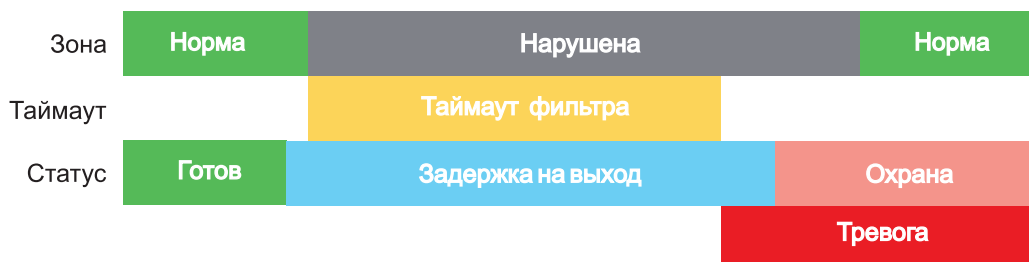 Зона Норма Нарушена Норма
Таймаут Таймаут фильтра
Статус Готов Задержка на выход Охрана
Тревога